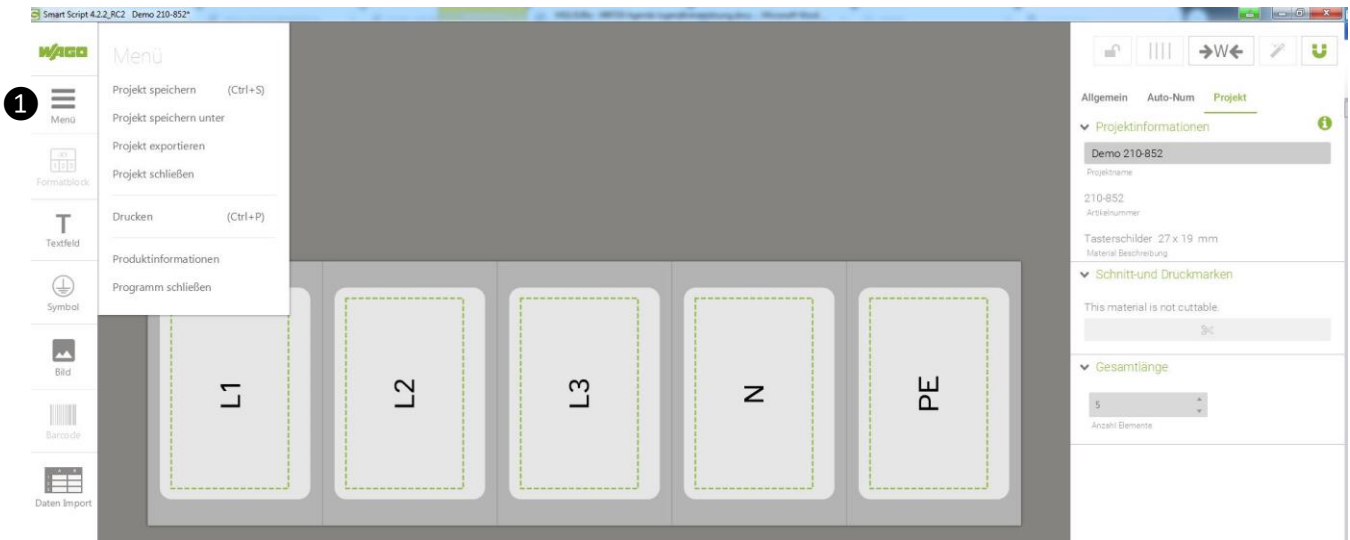 Smart Script 4.2.2_RC2 Demo 210-852*
WAGO
Menü
Projekt speichern (Ctrl+S)
Projekt speichern unter
Projekt exportieren
Projekt schließen
Drucken (Ctrl+P)
Produktinformationen
Programm schließen
1
Menü
Formatblock
T
Textfeld
Symbol
Bild
Barcode
Daten Import
L1
L2
L3
N
PE
W
Allgemein Auto-Num Projekt
Projektinformationen
Demo 210-852
Projektname
210-852
Artikelnummer
Tasterschilder 27 x 19 mm
Material Beschreibung
Schnitt-und Druckmarken
This material is not cuttable.
Gesamtlänge
5
Anzahl Elemente